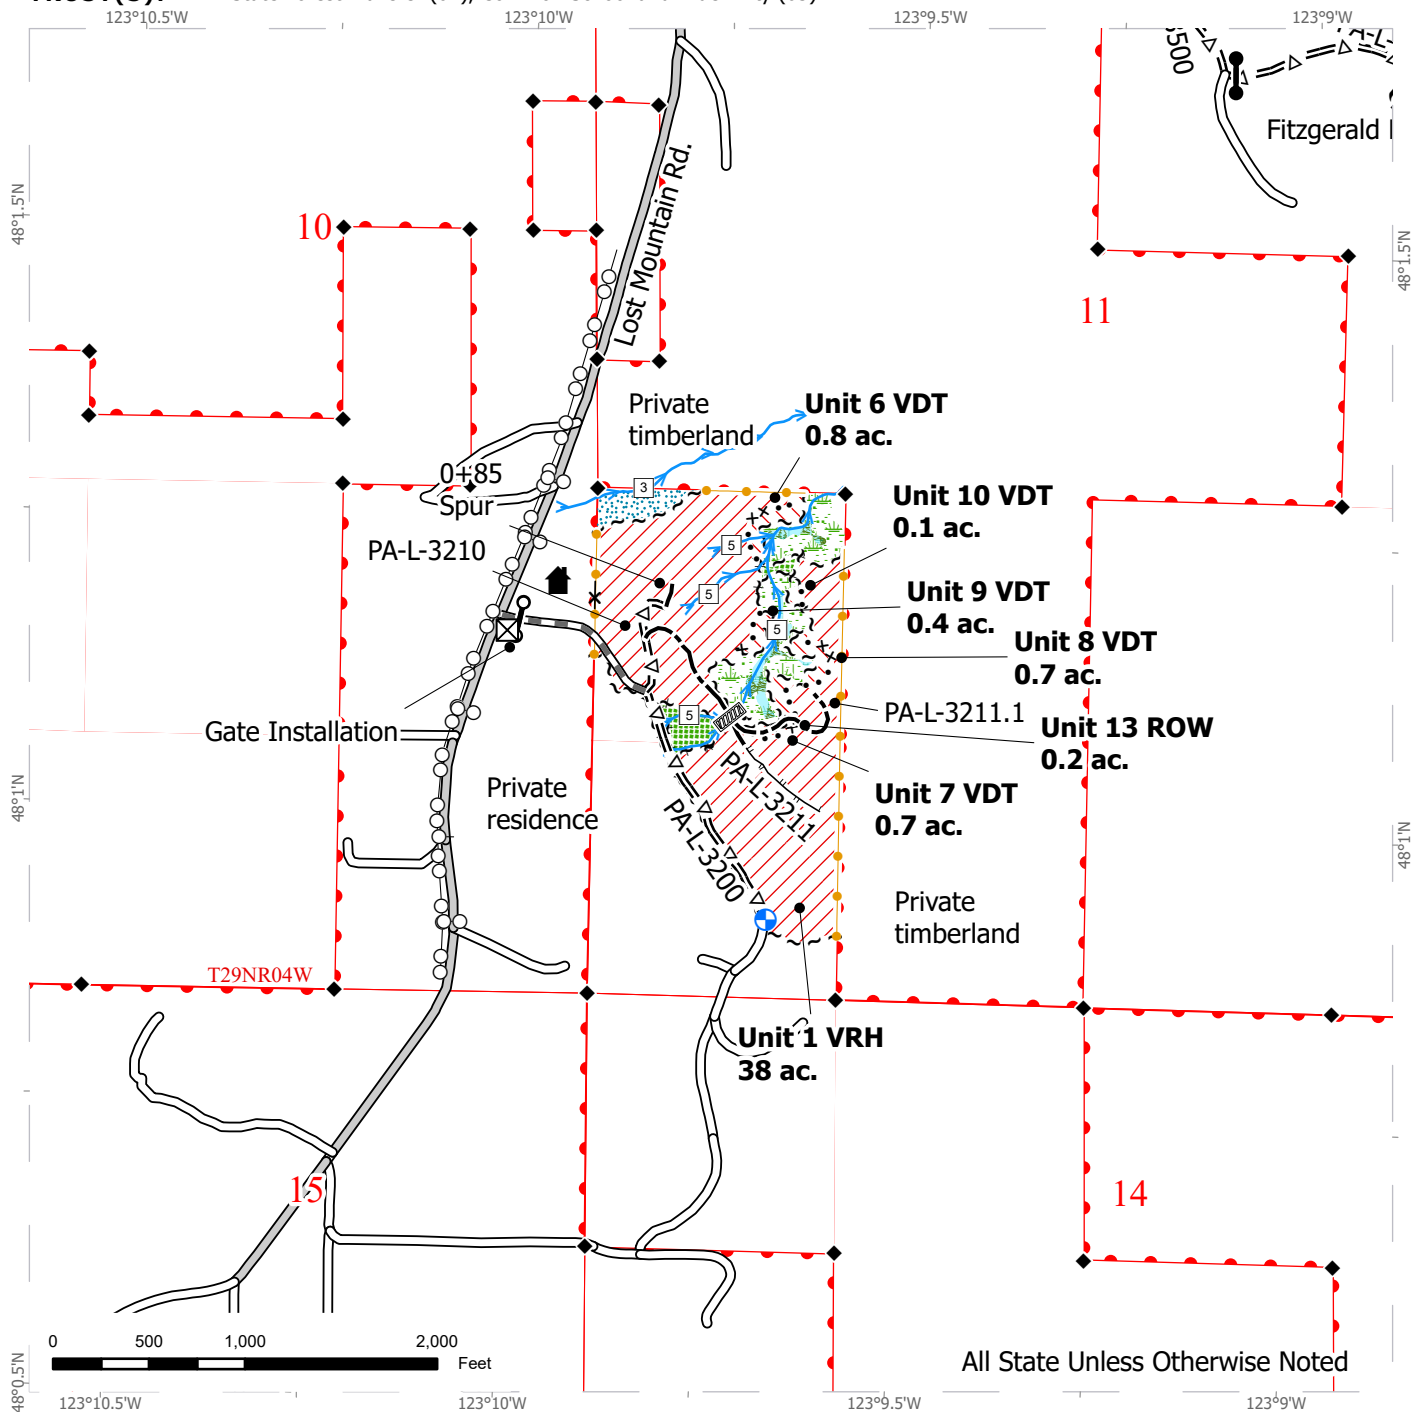 123°10.5'W
123°10'W
123°9.5'W
123°9'W
Fitzgerald
Lost Mountain Rd.
48°1.5'N
48°1.5'N
10
11
Private
timberland
Unit 6 VDT
0.8 ac.
3
0+85
Spur
Unit 10 VDT
0.1 ac.
PA-L-3210
5
5
Unit 9 VDT
0.4 ac.
5
Unit 8 VDT
0.7 ac.
PA-L-3211.1
5
Gate Installation
Unit 13 ROW
0.2 ac.
Private
residence
PA-L-3211
Unit 7 VDT
0.7 ac.
PA-L-3200
48°1'N
48°1'N
Private
timberland
T29NR04W
Unit 1 VRH
38 ac.
15
14
0
500
1,000
2,000
Feet
All State Unless Otherwise Noted
48°0.5'N
123°10.5'W
123°10'W
123°9.5'W
123°9'W